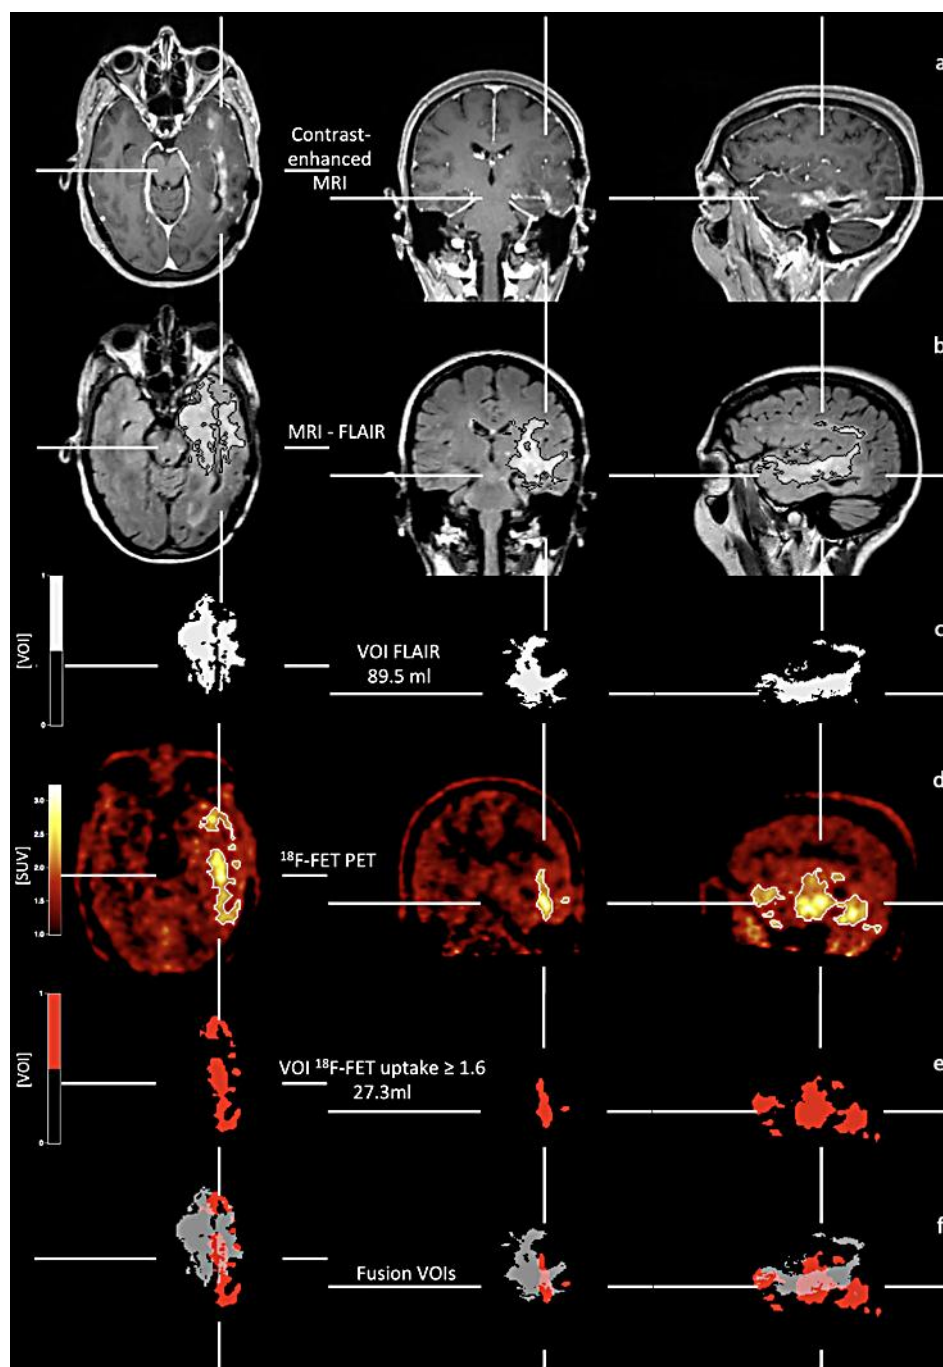 a
Contrast-
enhanced
MRI
b
MRI - FLAIR
1
[VOI]
0
c
VOI FLAIR
89.5 ml
d
3.0
2.5
[SUV]
2.0
1.5
1.0
¹⁸F-FET PET
1
[VOI]
0
e
VOI ¹⁸F-FET uptake ≥ 1.6
27.3ml
f
Fusion VOIs